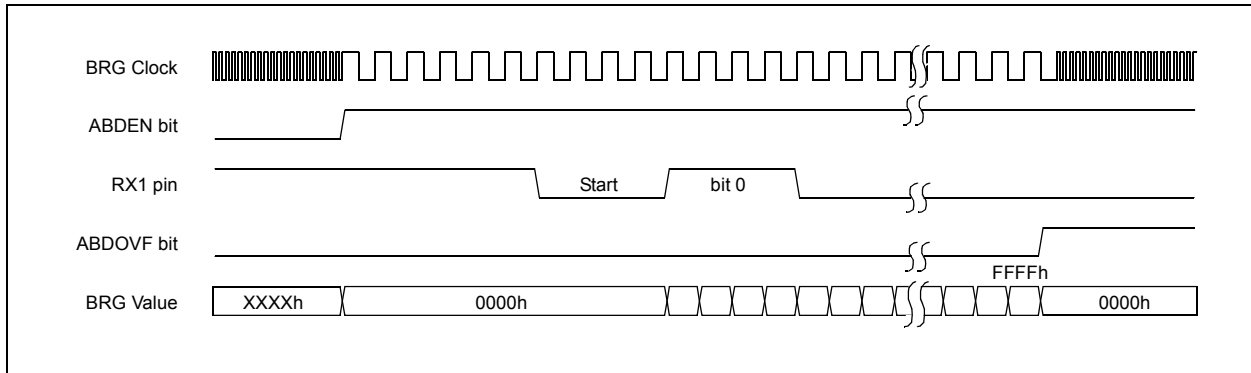 BRG Clock
ABDEN bit
RX1 pin
Start
bit 0
ABDOVF bit
FFFFh
BRG Value
XXXXh
0000h
0000h